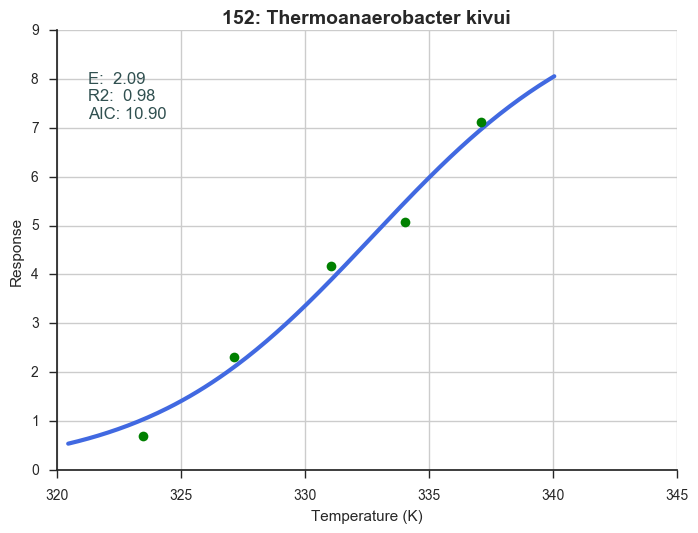 152: Thermoanaerobacter kivui
9
8
7
6
5
4
3
2
1
0
E: 2.09
R2: 0.98
AIC: 10.90
Response
320 325 330 335 340 345
Temperature (K)